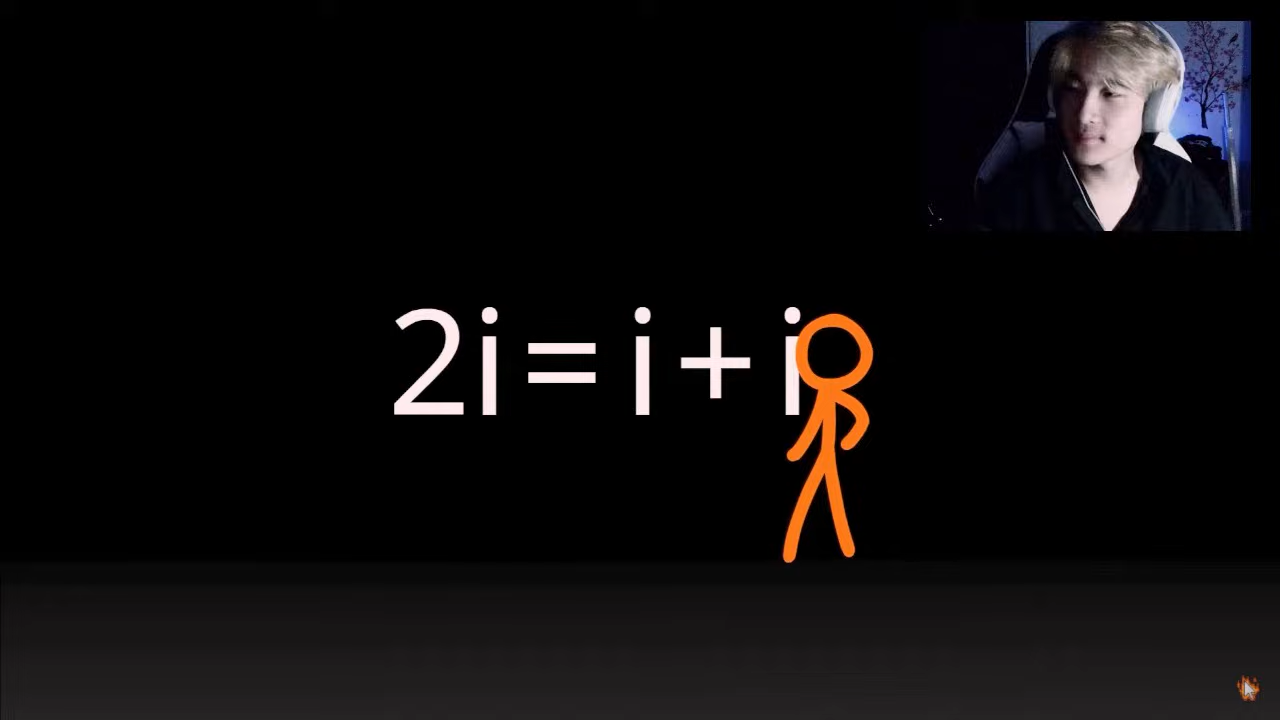 2i = i + i